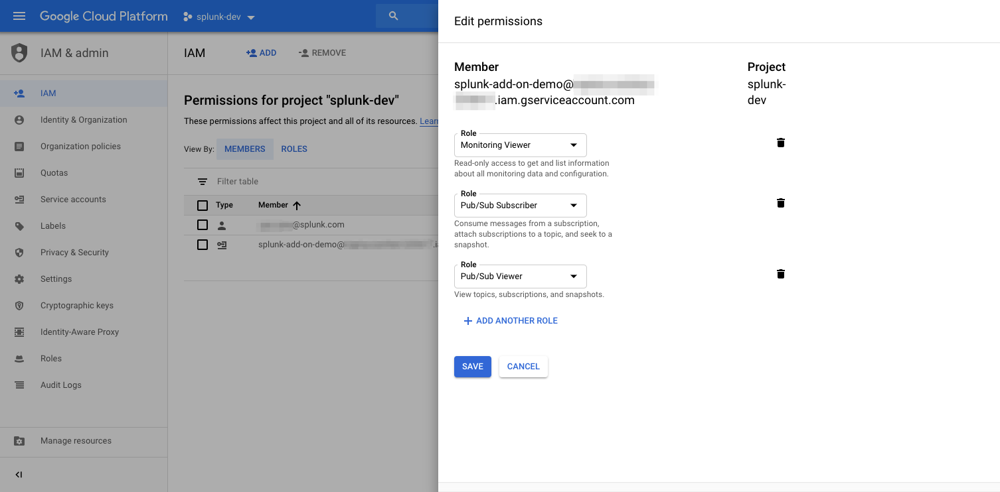 Google Cloud Platform
splunk-dev
IAM & admin
IAM
Identity & Organization
Organization policies
Quotas
Service accounts
Labels
Privacy & Security
Settings
Cryptographic keys
Identity-Aware Proxy
Roles
Audit Logs
Manage resources
IAM
ADD
REMOVE
Permissions for project "splunk-dev"
These permissions affect this project and all of its resources. Learn
View By: MEMBERS ROLES
Filter table
Type Member
@splunk.com
splunk-add-on-demo@ .ia
Edit permissions
Member
splunk-add-on-demo@
.iam.gserviceaccount.com
Project
splunk-
dev
Role
Monitoring Viewer
Read-only access to get and list information
about all monitoring data and configuration.
Role
Pub/Sub Subscriber
Consume messages from a subscription,
attach subscriptions to a topic, and seek to a
snapshot.
Role
Pub/Sub Viewer
View topics, subscriptions, and snapshots.
ADD ANOTHER ROLE
SAVE
CANCEL